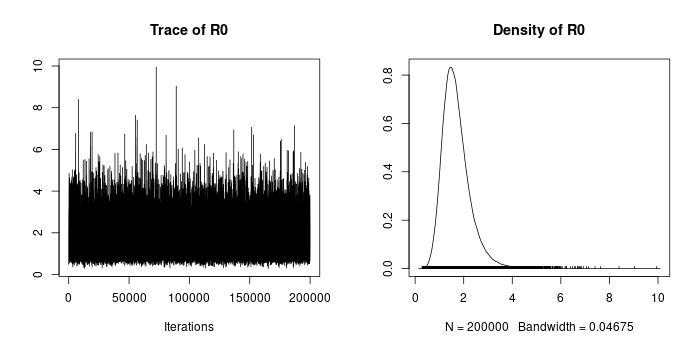 Trace of R0
10
8
6
4
2
0
0 50000 100000 150000 200000
Iterations
Density of R0
0.8
0.6
0.4
0.2
0.0
0 2 4 6 8 10
N = 200000 Bandwidth = 0.04675